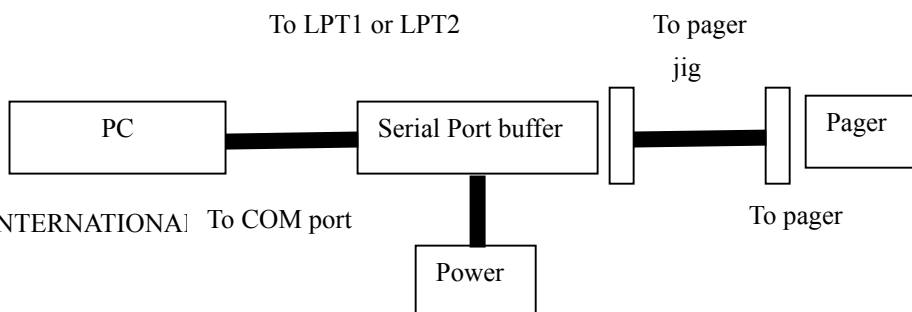 To LPT1 or LPT2
To pager
jig
PC
Serial Port buffer
Pager
To COM port
To pager
Power